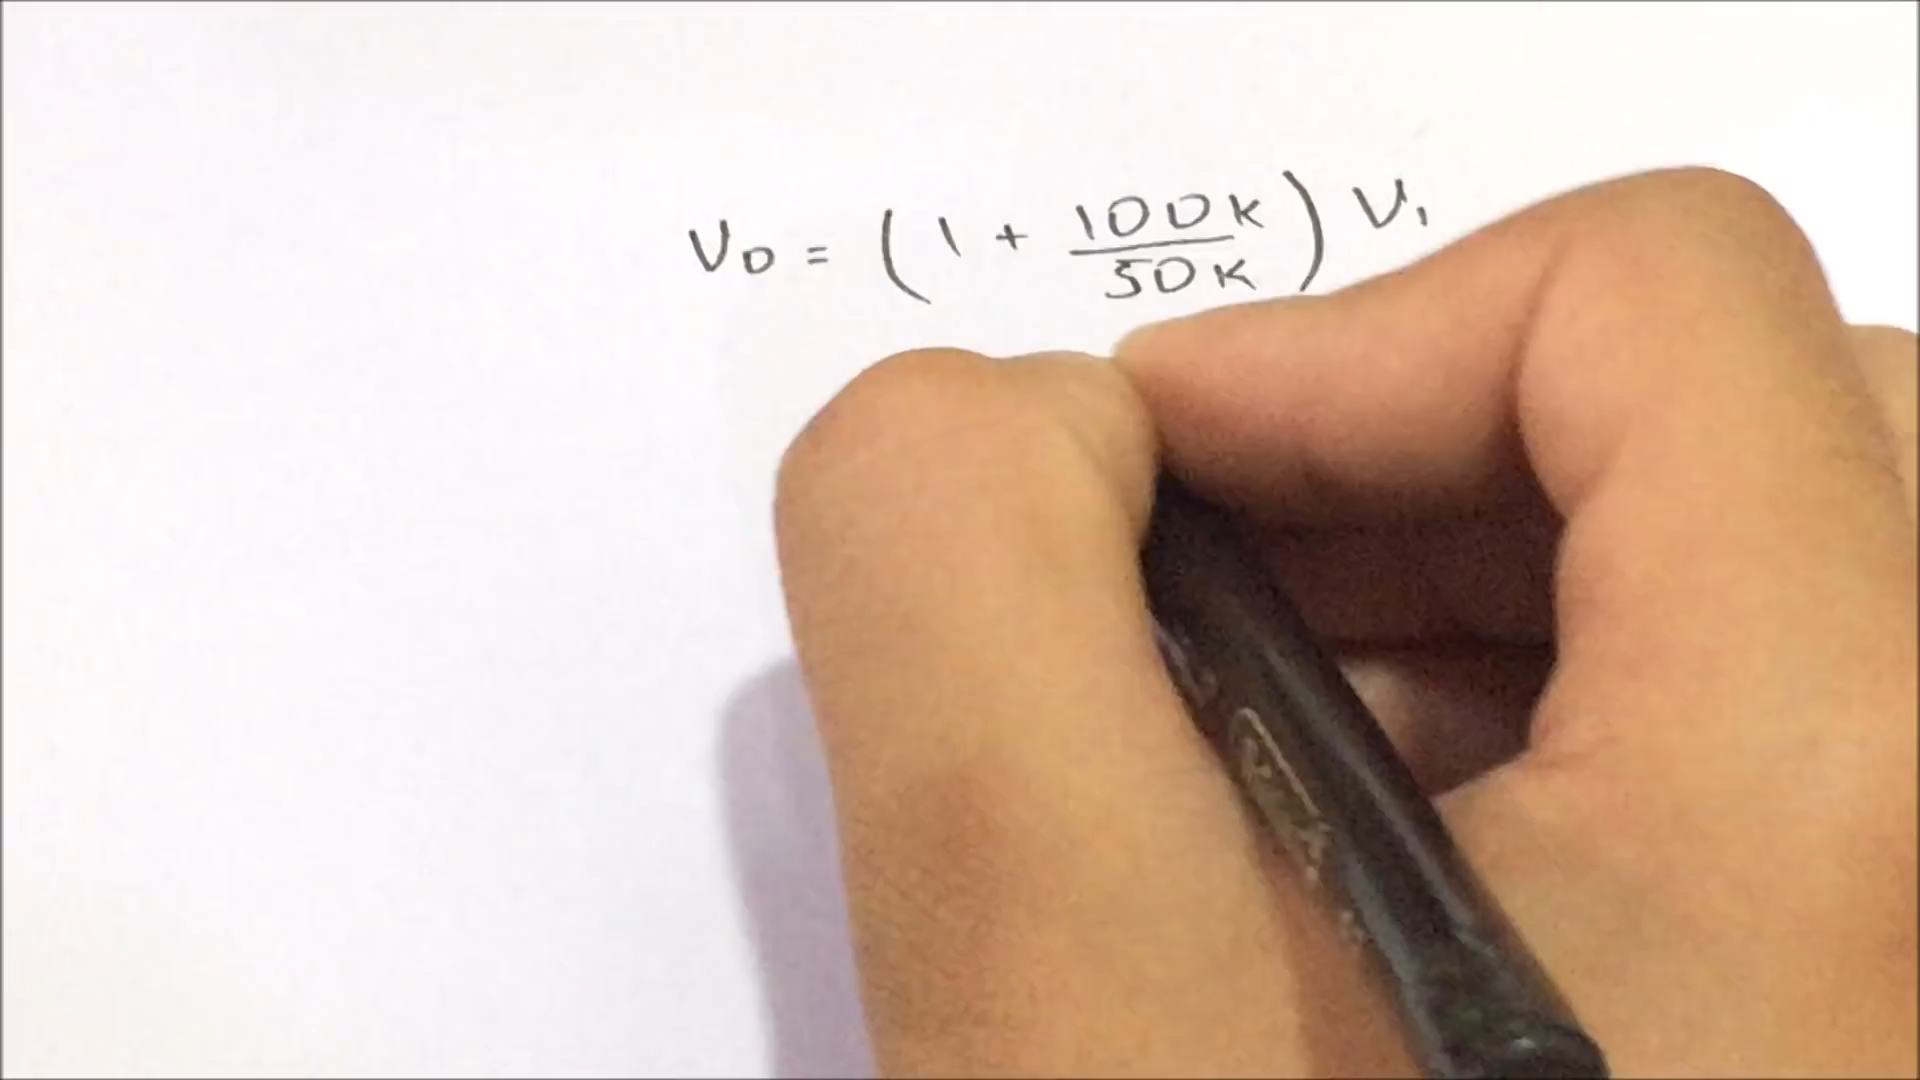 V₀ = (1 + 100K/50K) V₁